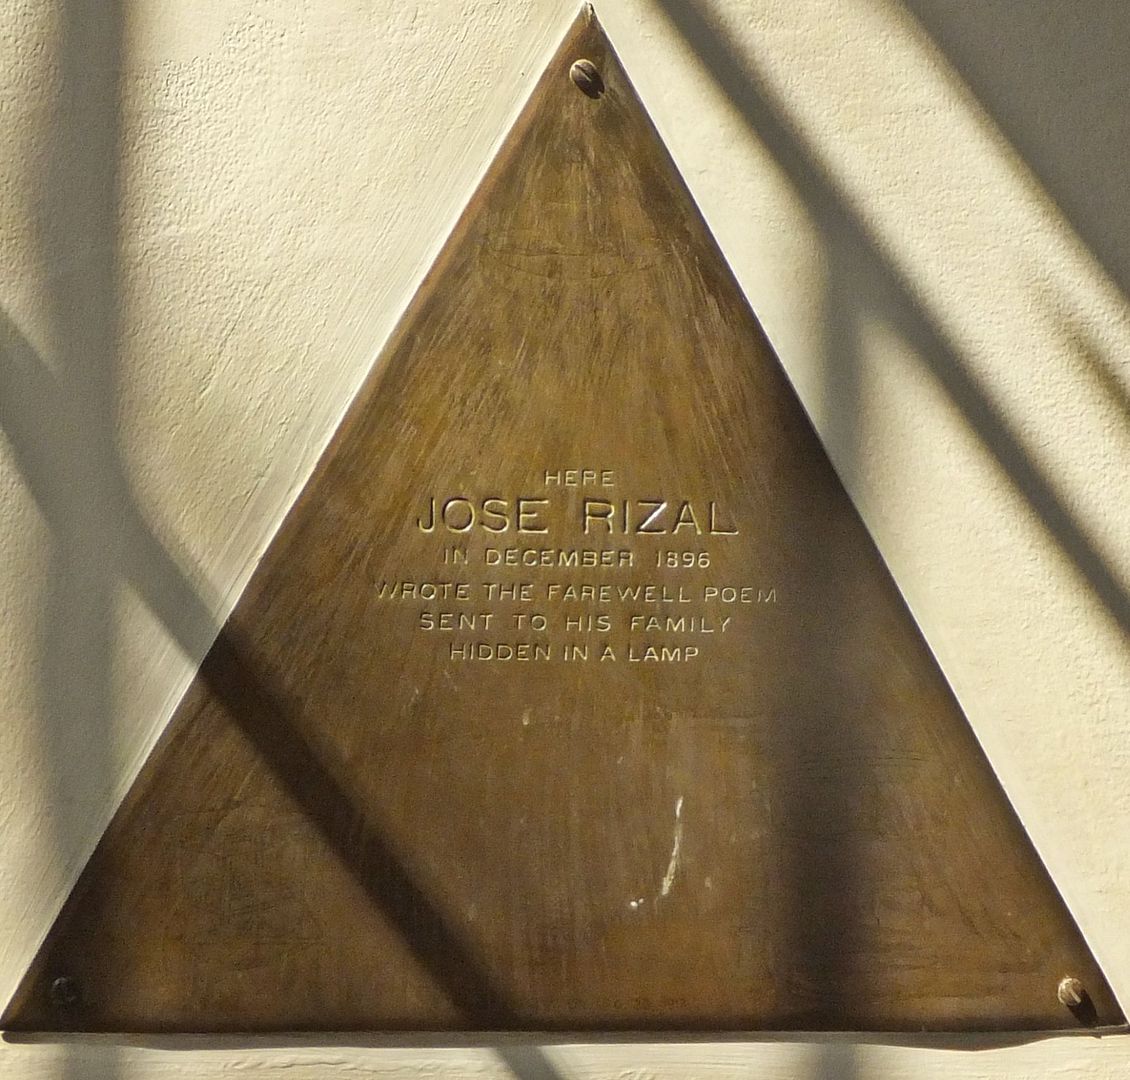 HERE
JOSE RIZAL
IN DECEMBER 1896
WROTE THE FAREWELL POEM
SENT TO HIS FAMILY
HIDDEN IN A LAMP